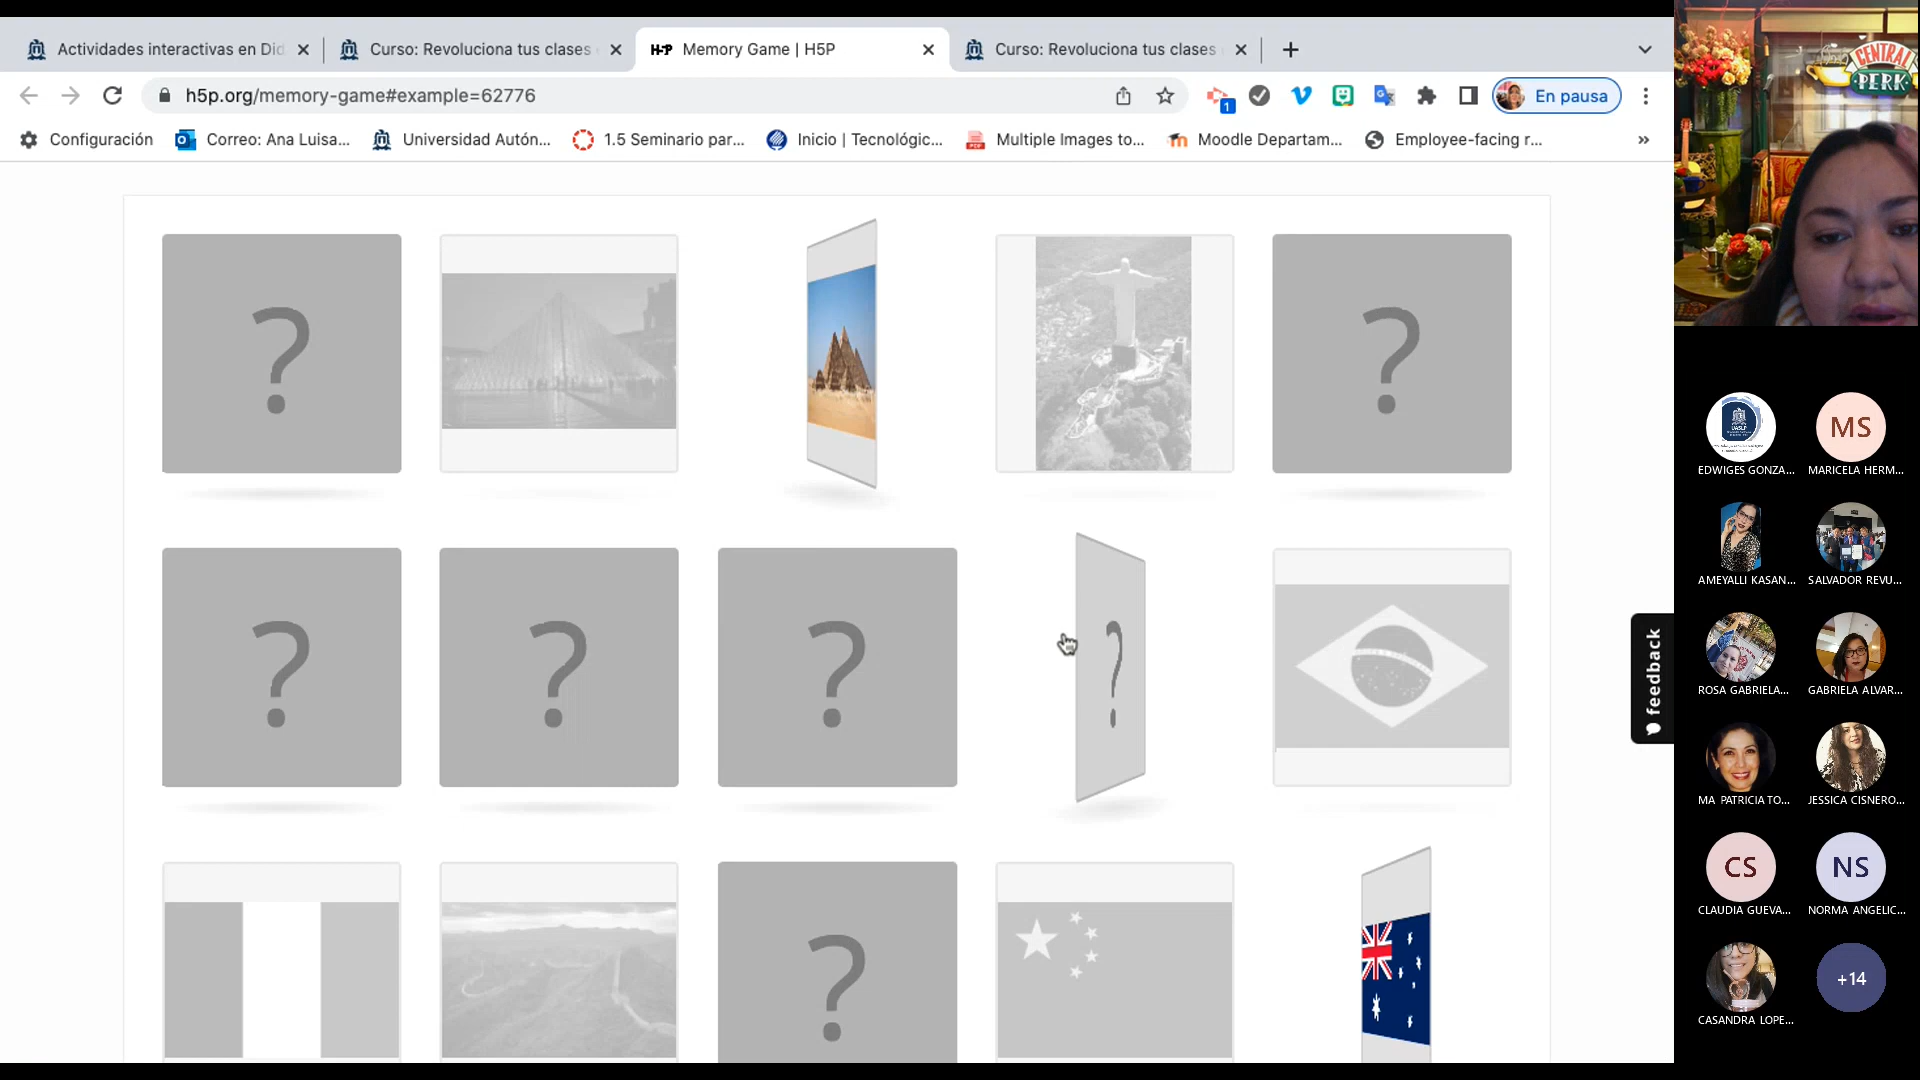 Actividades interactivas en Did
Curso: Revoluciona tus clases
H-P Memory Game | H5P
Curso: Revoluciona tus clases
h5p.org/memory-game#example=62776
1
En pausa
Configuración
Correo: Ana Luisa...
Universidad Autón...
1.5 Seminario par...
Inicio | Tecnológic...
Multiple Images to...
Moodle Departam...
Employee-facing r...
»
CENTRAL
PERK
?
?
?
?
?
?
?
feedback
UASLP
MS
EDWIGES GONZA...
MARICELA HERM...
AMEYALLI KASAN...
SALVADOR REVU...
ROSA GABRIELA...
GABRIELA ALVAR...
MA PATRICIA TO...
JESSICA CISNERO...
CS
NS
CLAUDIA GUEVA...
NORMA ANGELIC...
+14
CASANDRA LOPE...